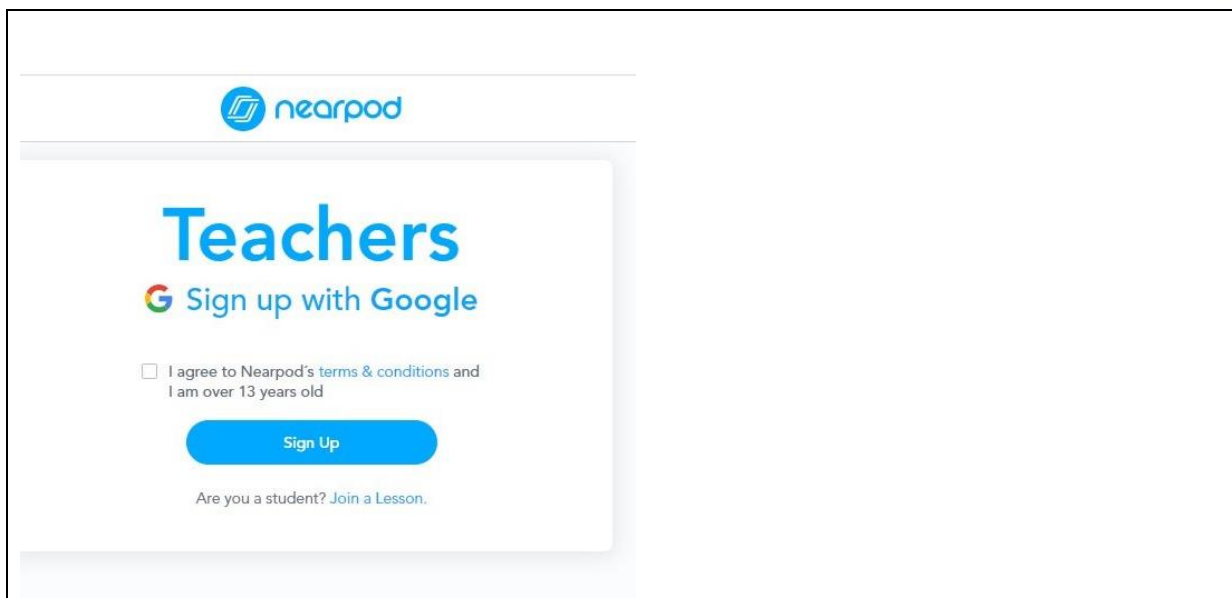 nearpod
Teachers
Sign up with Google
I agree to Nearpod´s terms & conditions and
I am over 13 years old
Sign Up
Are you a student? Join a Lesson.